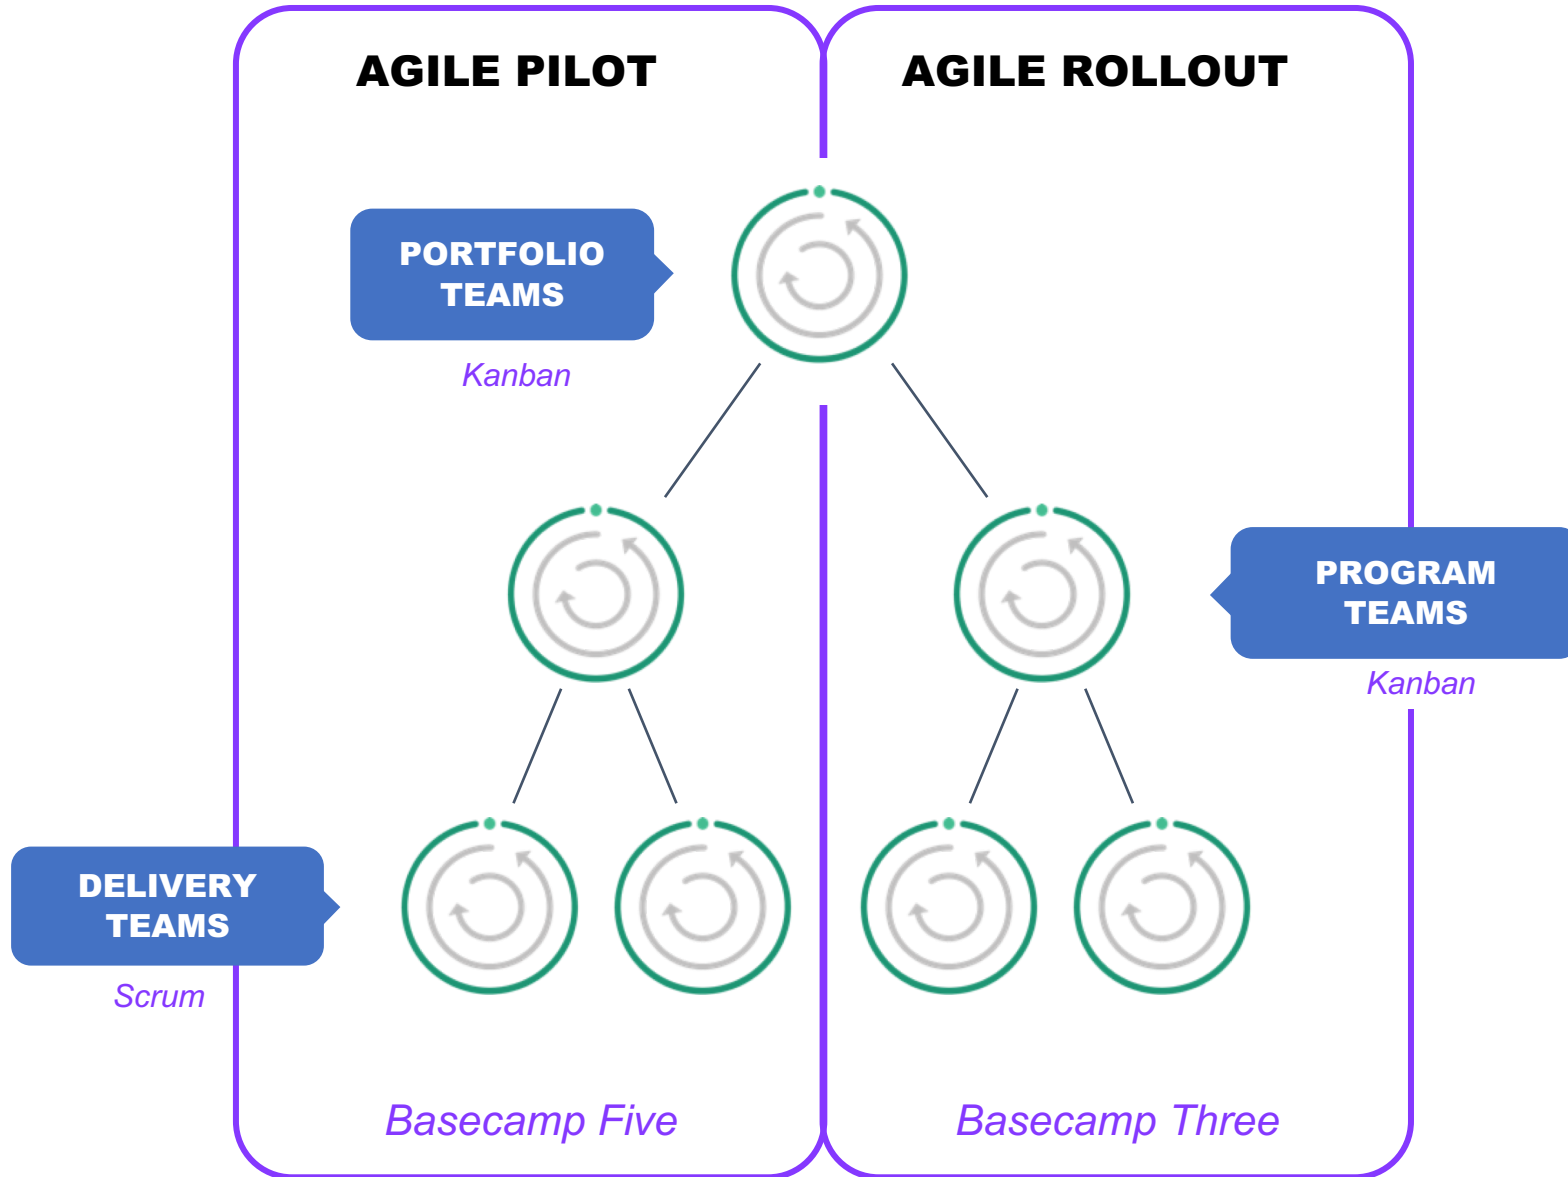 AGILE PILOT
AGILE ROLLOUT
PORTFOLIO
TEAMS
Kanban
PROGRAM
TEAMS
Kanban
DELIVERY
TEAMS
Scrum
Basecamp Five
Basecamp Three